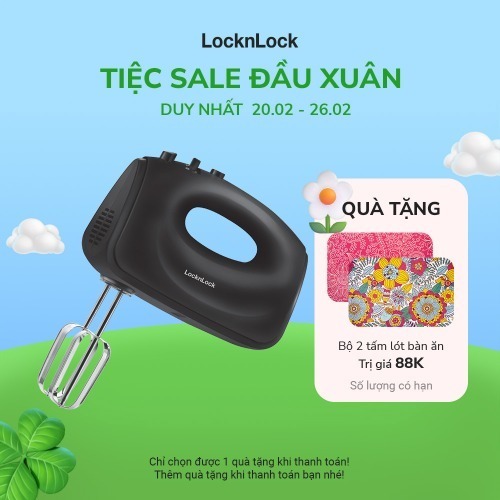 LocknLock
TIỆC SALE ĐẦU XUÂN
DUY NHẤT 20.02 - 26.02
QUÀ TẶNG
LocknLock
Bộ 2 tấm lót bàn ăn
Trị giá 88K
Số lượng có hạn
Chỉ chọn được 1 quà tặng khi thanh toán!
Thêm quà tặng khi thanh toán bạn nhé!